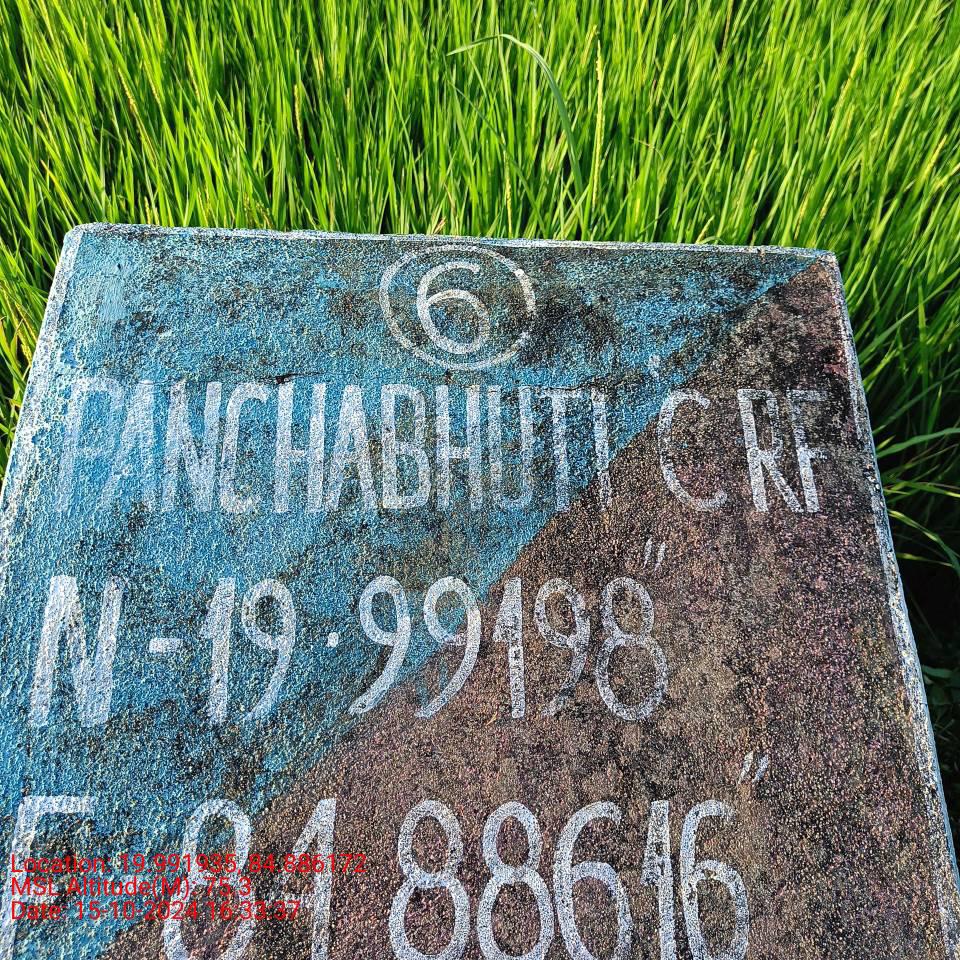 6
PANCHABHUTI C RF
N-19.99198"
E-84.88616"
Location: 19.991935, 84.886172
MSL Altitude(M): 75.3
Date: 15-10-2024 16:33:37